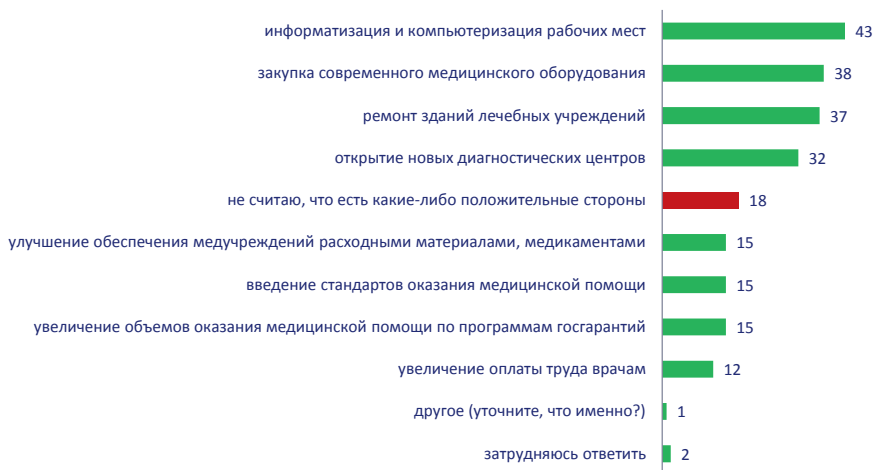 информатизация и компьютеризация рабочих мест 43
закупка современного медицинского оборудования 38
ремонт зданий лечебных учреждений 37
открытие новых диагностических центров 32
не считаю, что есть какие-либо положительные стороны 18
улучшение обеспечения медучреждений расходными материалами, медикаментами 15
введение стандартов оказания медицинской помощи 15
увеличение объемов оказания медицинской помощи по программам госгарантий 15
увеличение оплаты труда врачам 12
другое (уточните, что именно?) 1
затрудняюсь ответить 2